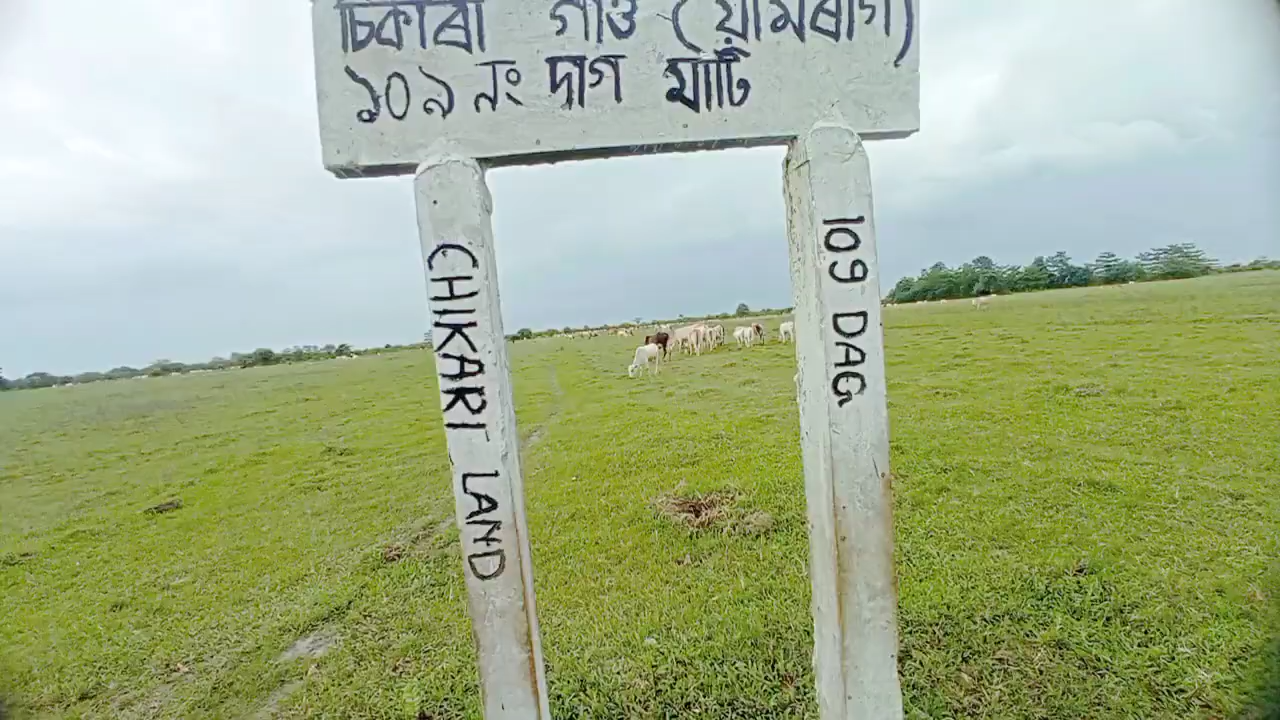 চিকাৰী গাওঁ (য়ামৰাগ)
১০৯ নং দাগ মাটি
CHIKARI LAND
109 DAG